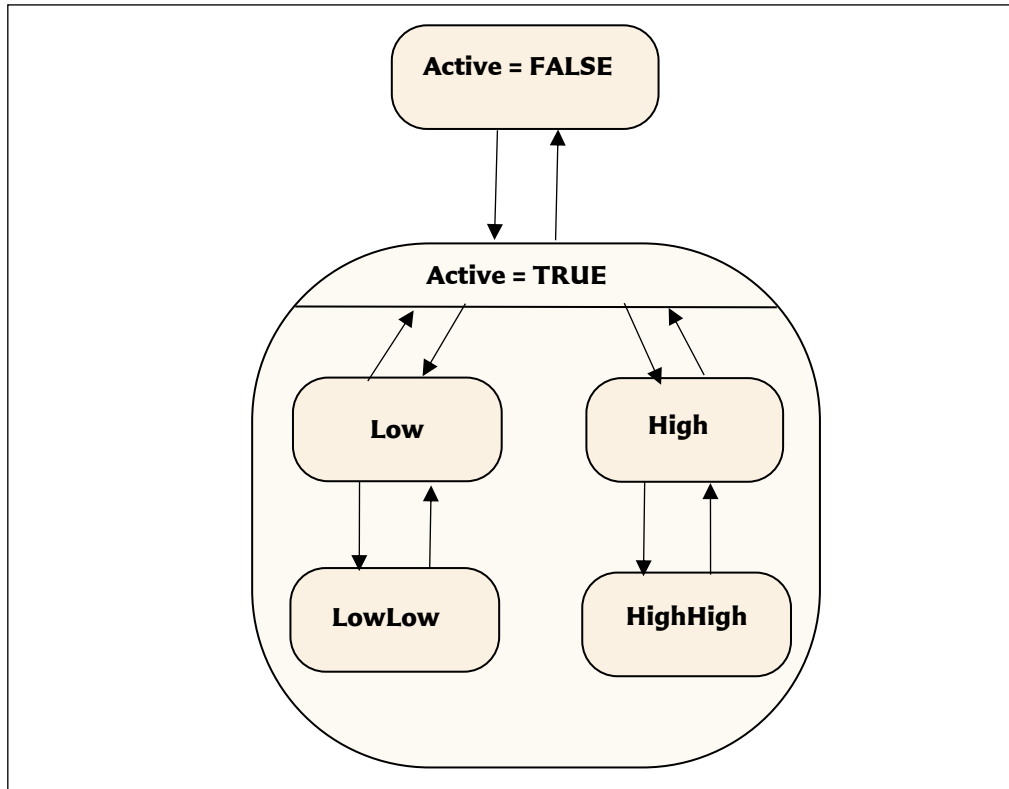 Active = FALSE
Active = TRUE
Low
High
LowLow
HighHigh